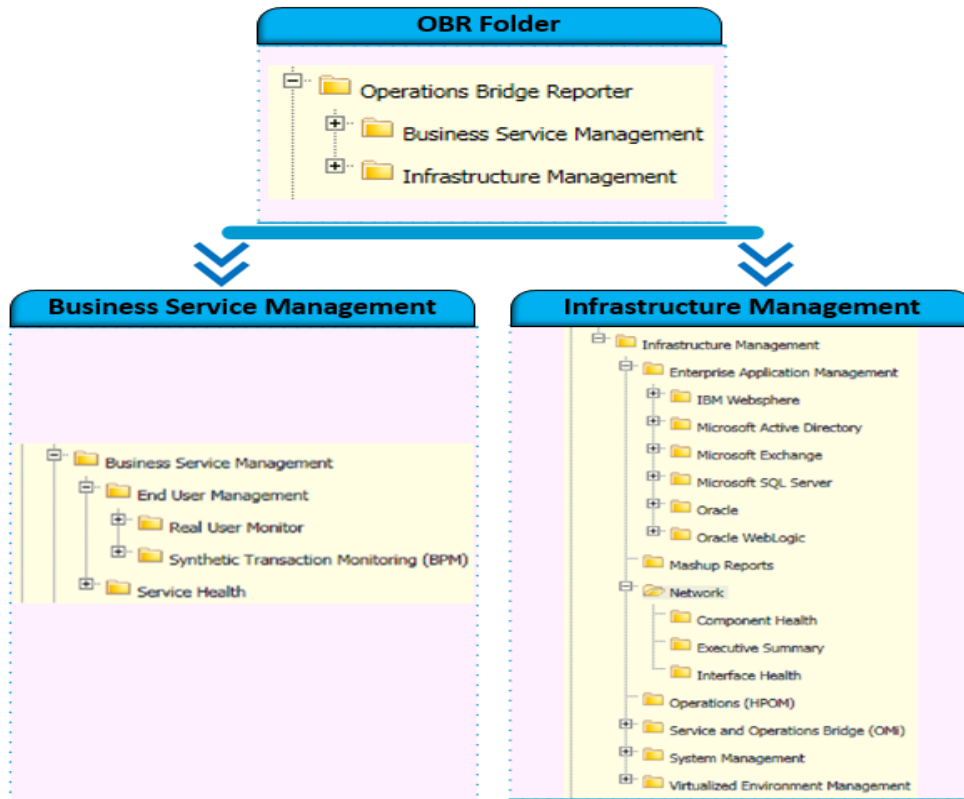 OBR Folder
Operations Bridge Reporter
Business Service Management
Infrastructure Management
Business Service Management
Business Service Management
End User Management
Real User Monitor
Synthetic Transaction Monitoring (BPM)
Service Health
Infrastructure Management
Infrastructure Management
Enterprise Application Management
IBM Websphere
Microsoft Active Directory
Microsoft Exchange
Microsoft SQL Server
Oracle
Oracle WebLogic
Mashup Reports
Network
Component Health
Executive Summary
Interface Health
Operations (HPOM)
Service and Operations Bridge (OMi)
System Management
Virtualized Environment Management